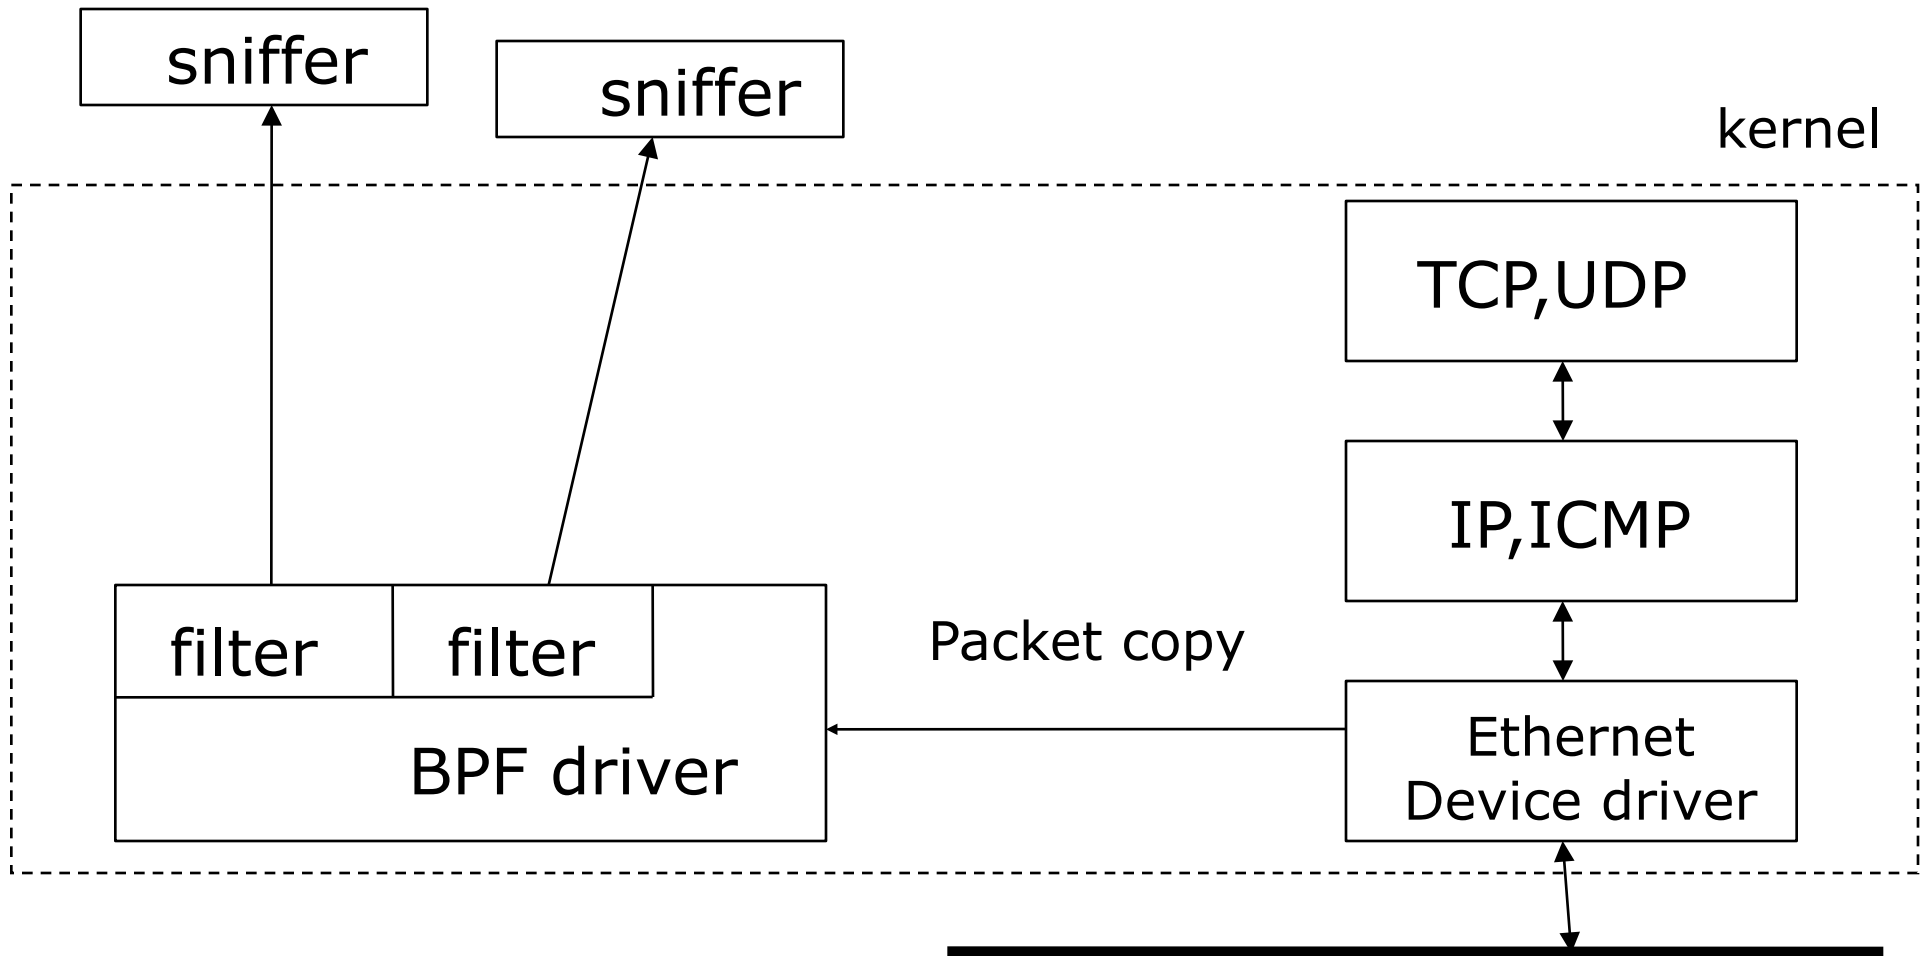 sniffer
sniffer
kernel
TCP,UDP
IP,ICMP
filter
filter
Packet copy
BPF driver
Ethernet
Device driver